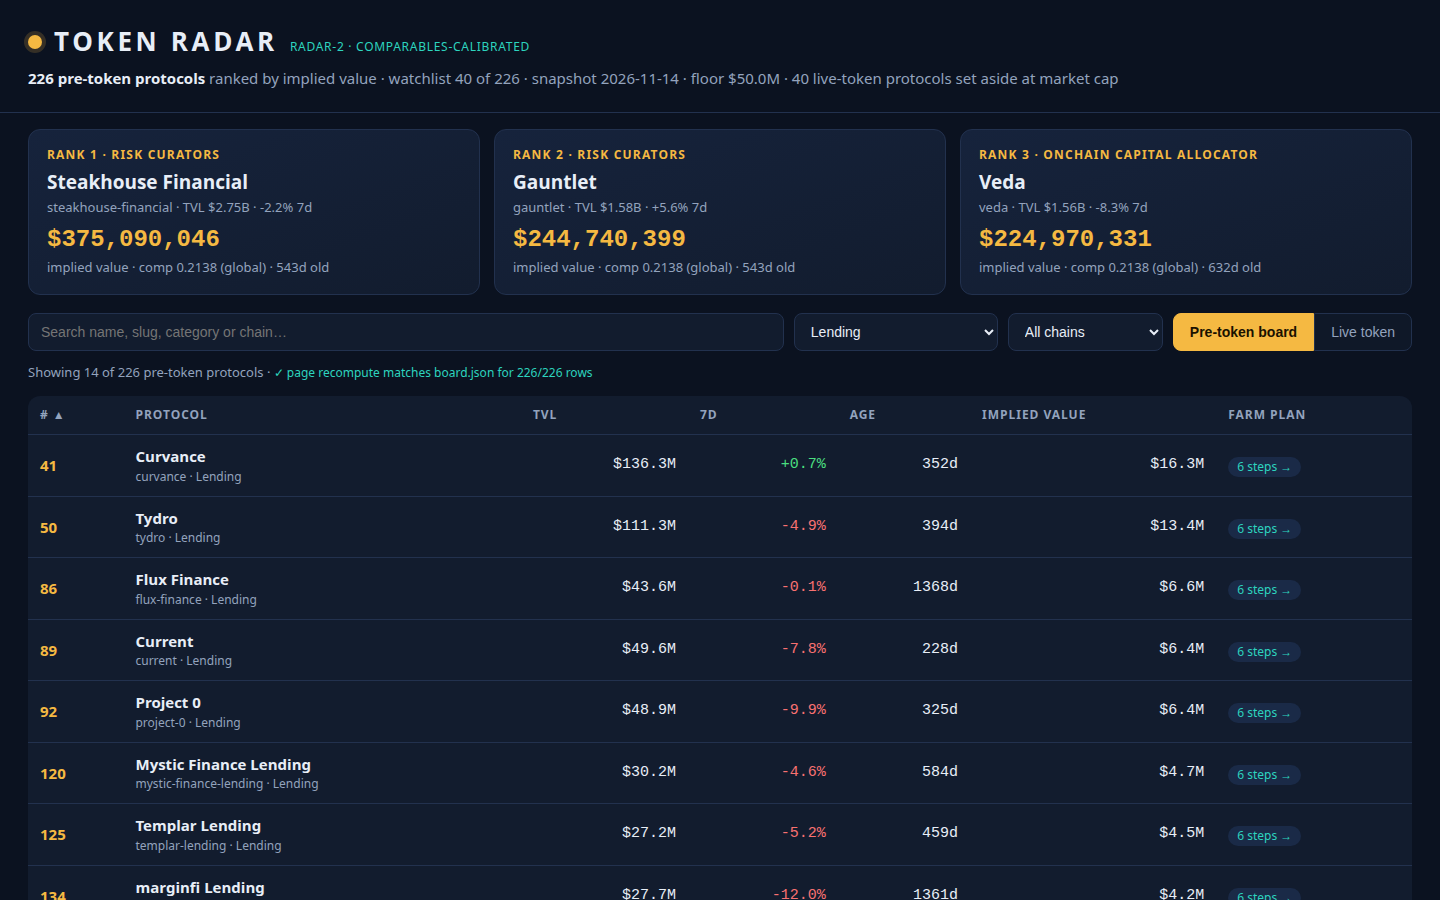 TOKEN RADAR RADAR-2 · COMPARABLES-CALIBRATED
226 pre-token protocols ranked by implied value · watchlist 40 of 226 · snapshot 2026-11-14 · floor $50.0M · 40 live-token protocols set aside at market cap
RANK 1 · RISK CURATORS
Steakhouse Financial
steakhouse-financial · TVL $2.75B · -2.2% 7d
$375,090,046
implied value · comp 0.2138 (global) · 543d old
RANK 2 · RISK CURATORS
Gauntlet
gauntlet · TVL $1.58B · +5.6% 7d
$244,740,399
implied value · comp 0.2138 (global) · 543d old
RANK 3 · ONCHAIN CAPITAL ALLOCATOR
Veda
veda · TVL $1.56B · -8.3% 7d
$224,970,331
implied value · comp 0.2138 (global) · 632d old
Search name, slug, category or chain… Lending All chains Pre-token board Live token
Showing 14 of 226 pre-token protocols · ✓ page recompute matches board.json for 226/226 rows
# ▲ PROTOCOL TVL 7D AGE IMPLIED VALUE FARM PLAN
41 Curvance $136.3M +0.7% 352d $16.3M 6 steps →
curvance · Lending
50 Tydro $111.3M -4.9% 394d $13.4M 6 steps →
tydro · Lending
86 Flux Finance $43.6M -0.1% 1368d $6.6M 6 steps →
flux-finance · Lending
89 Current $49.6M -7.8% 228d $6.4M 6 steps →
current · Lending
92 Project 0 $48.9M -9.9% 325d $6.4M 6 steps →
project-0 · Lending
120 Mystic Finance Lending $30.2M -4.6% 584d $4.7M 6 steps →
mystic-finance-lending · Lending
125 Templar Lending $27.2M -5.2% 459d $4.5M 6 steps →
templar-lending · Lending
134 marginfi Lending $27.7M -12.0% 1361d $4.2M 6 steps →